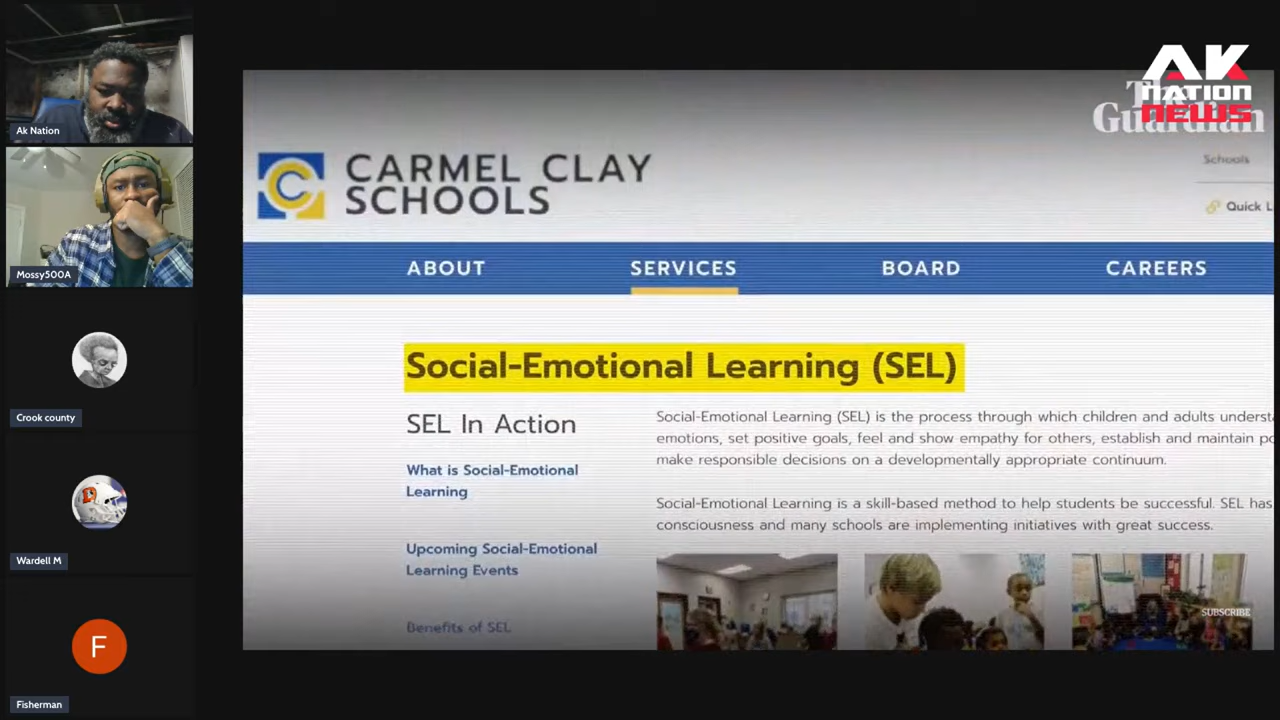 Ak Nation
Mossy500A
Crook county
Wardell M
F
Fisherman
AK
NATION
NEWS
The
Guardian
CARMEL CLAY
SCHOOLS
Schools
Quick L
ABOUT
SERVICES
BOARD
CAREERS
Social-Emotional Learning (SEL)
SEL In Action
What is Social-Emotional
Learning
Upcoming Social-Emotional
Learning Events
Benefits of SEL
Social-Emotional Learning (SEL) is the process through which children and adults underst
emotions, set positive goals, feel and show empathy for others, establish and maintain po
make responsible decisions on a developmentally appropriate continuum.
Social-Emotional Learning is a skill-based method to help students be successful. SEL has
consciousness and many schools are implementing initiatives with great success.
SUBSCRIBE